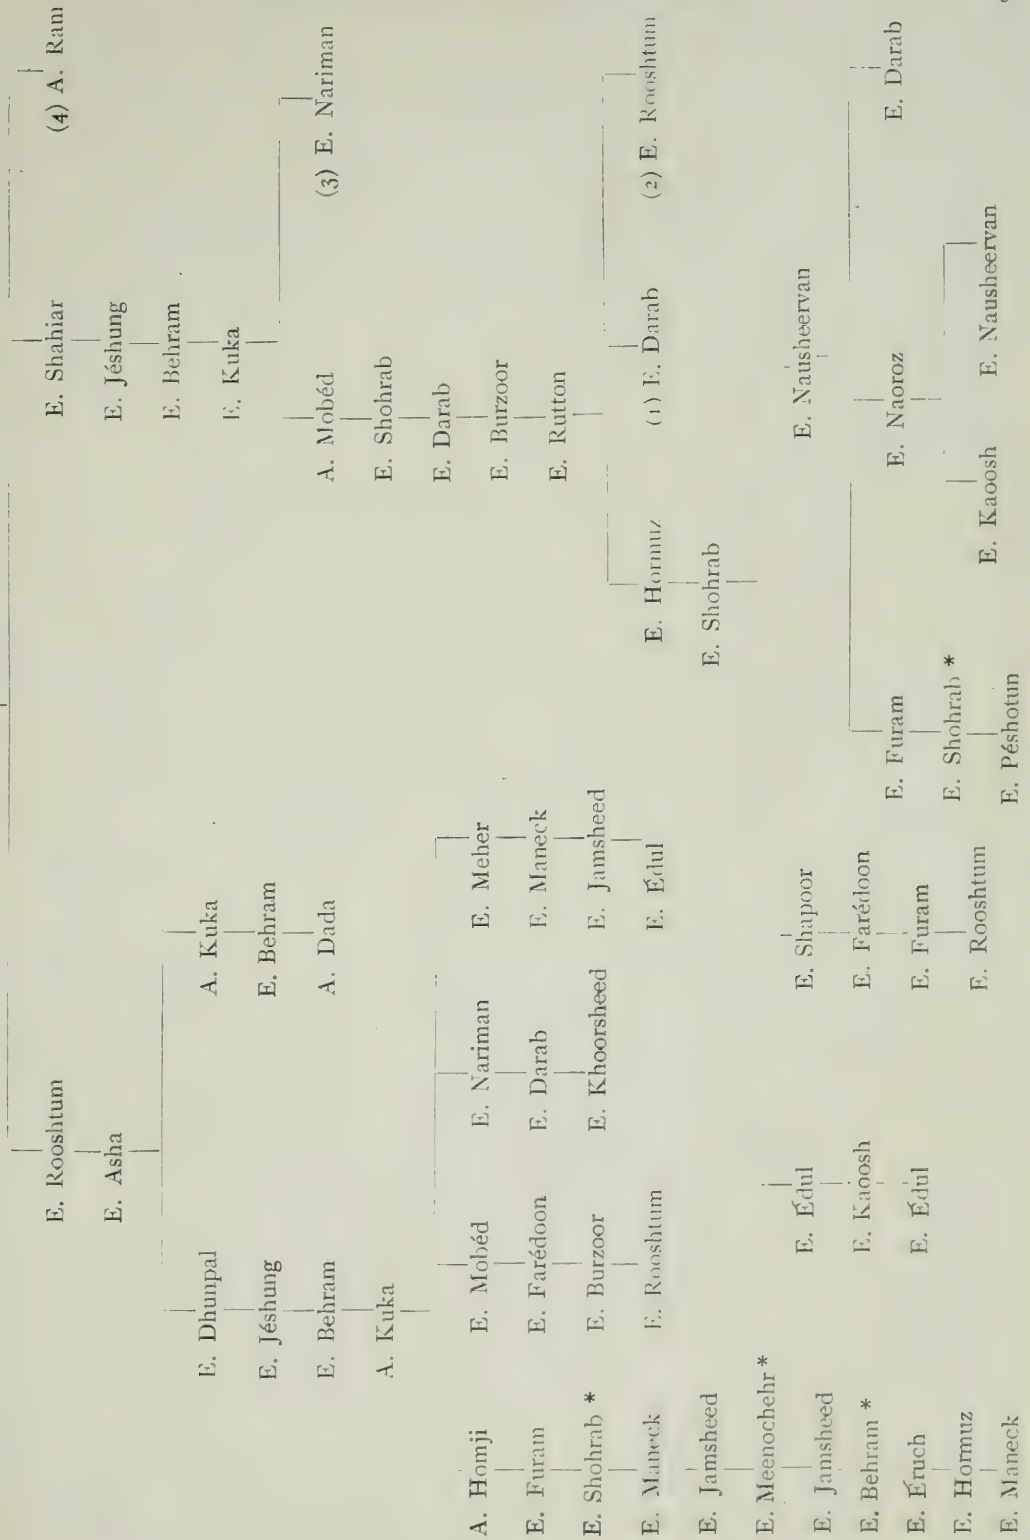 E. Rooshtum E. Shahiar (4) A. Ram
E. Asha E. Jéshung
E. Behram
E. Dhunpal A. Kuka E. Kuka
E. Jéshung E. Behram
E. Behram A. Dada A. Mobéd (3) E. Nariman
A. Kuka E. Shohrab
E. Darab
A. Homji E. Mobéd E. Nariman E. Meher E. Burzoor
E. Furam E. Farédoon E. Darab E. Maneck E. Rutton
E. Shohrab * E. Burzoor E. Khoorsheed E. Jamsheed
E. Maneck E. Rooshtum E. Édul E. Hormuz (1) E. Darab (2) E. Rooshtum
E. Jamsheed E. Shohrab
E. Meenochehr *
E. Jamsheed E. Édul E. Shapoor E. Nausheervan
E. Behram * E. Kaoosh E. Farédoon
E. Furam E. Naoroz E. Darab
E. Éruch E. Édul E. Furam
E. Hormuz E. Shohrab *
E. Rooshtum E. Kaoosh E. Nausheervan
E. Maneck E. Péshotun